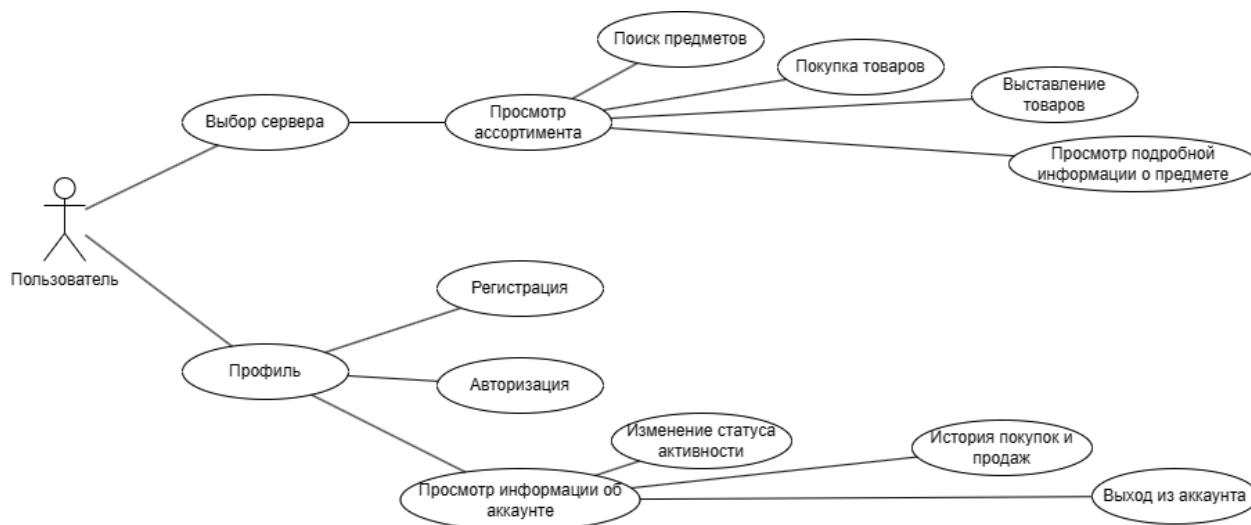 Поиск предметов
Покупка товаров
Выставление
товаров
Выбор сервера
Просмотр
ассортимента
Просмотр подробной
информации о предмете
Пользователь
Регистрация
Профиль
Авторизация
Изменение статуса
активности
История покупок и
продаж
Просмотр информации об
аккаунте
Выход из аккаунта